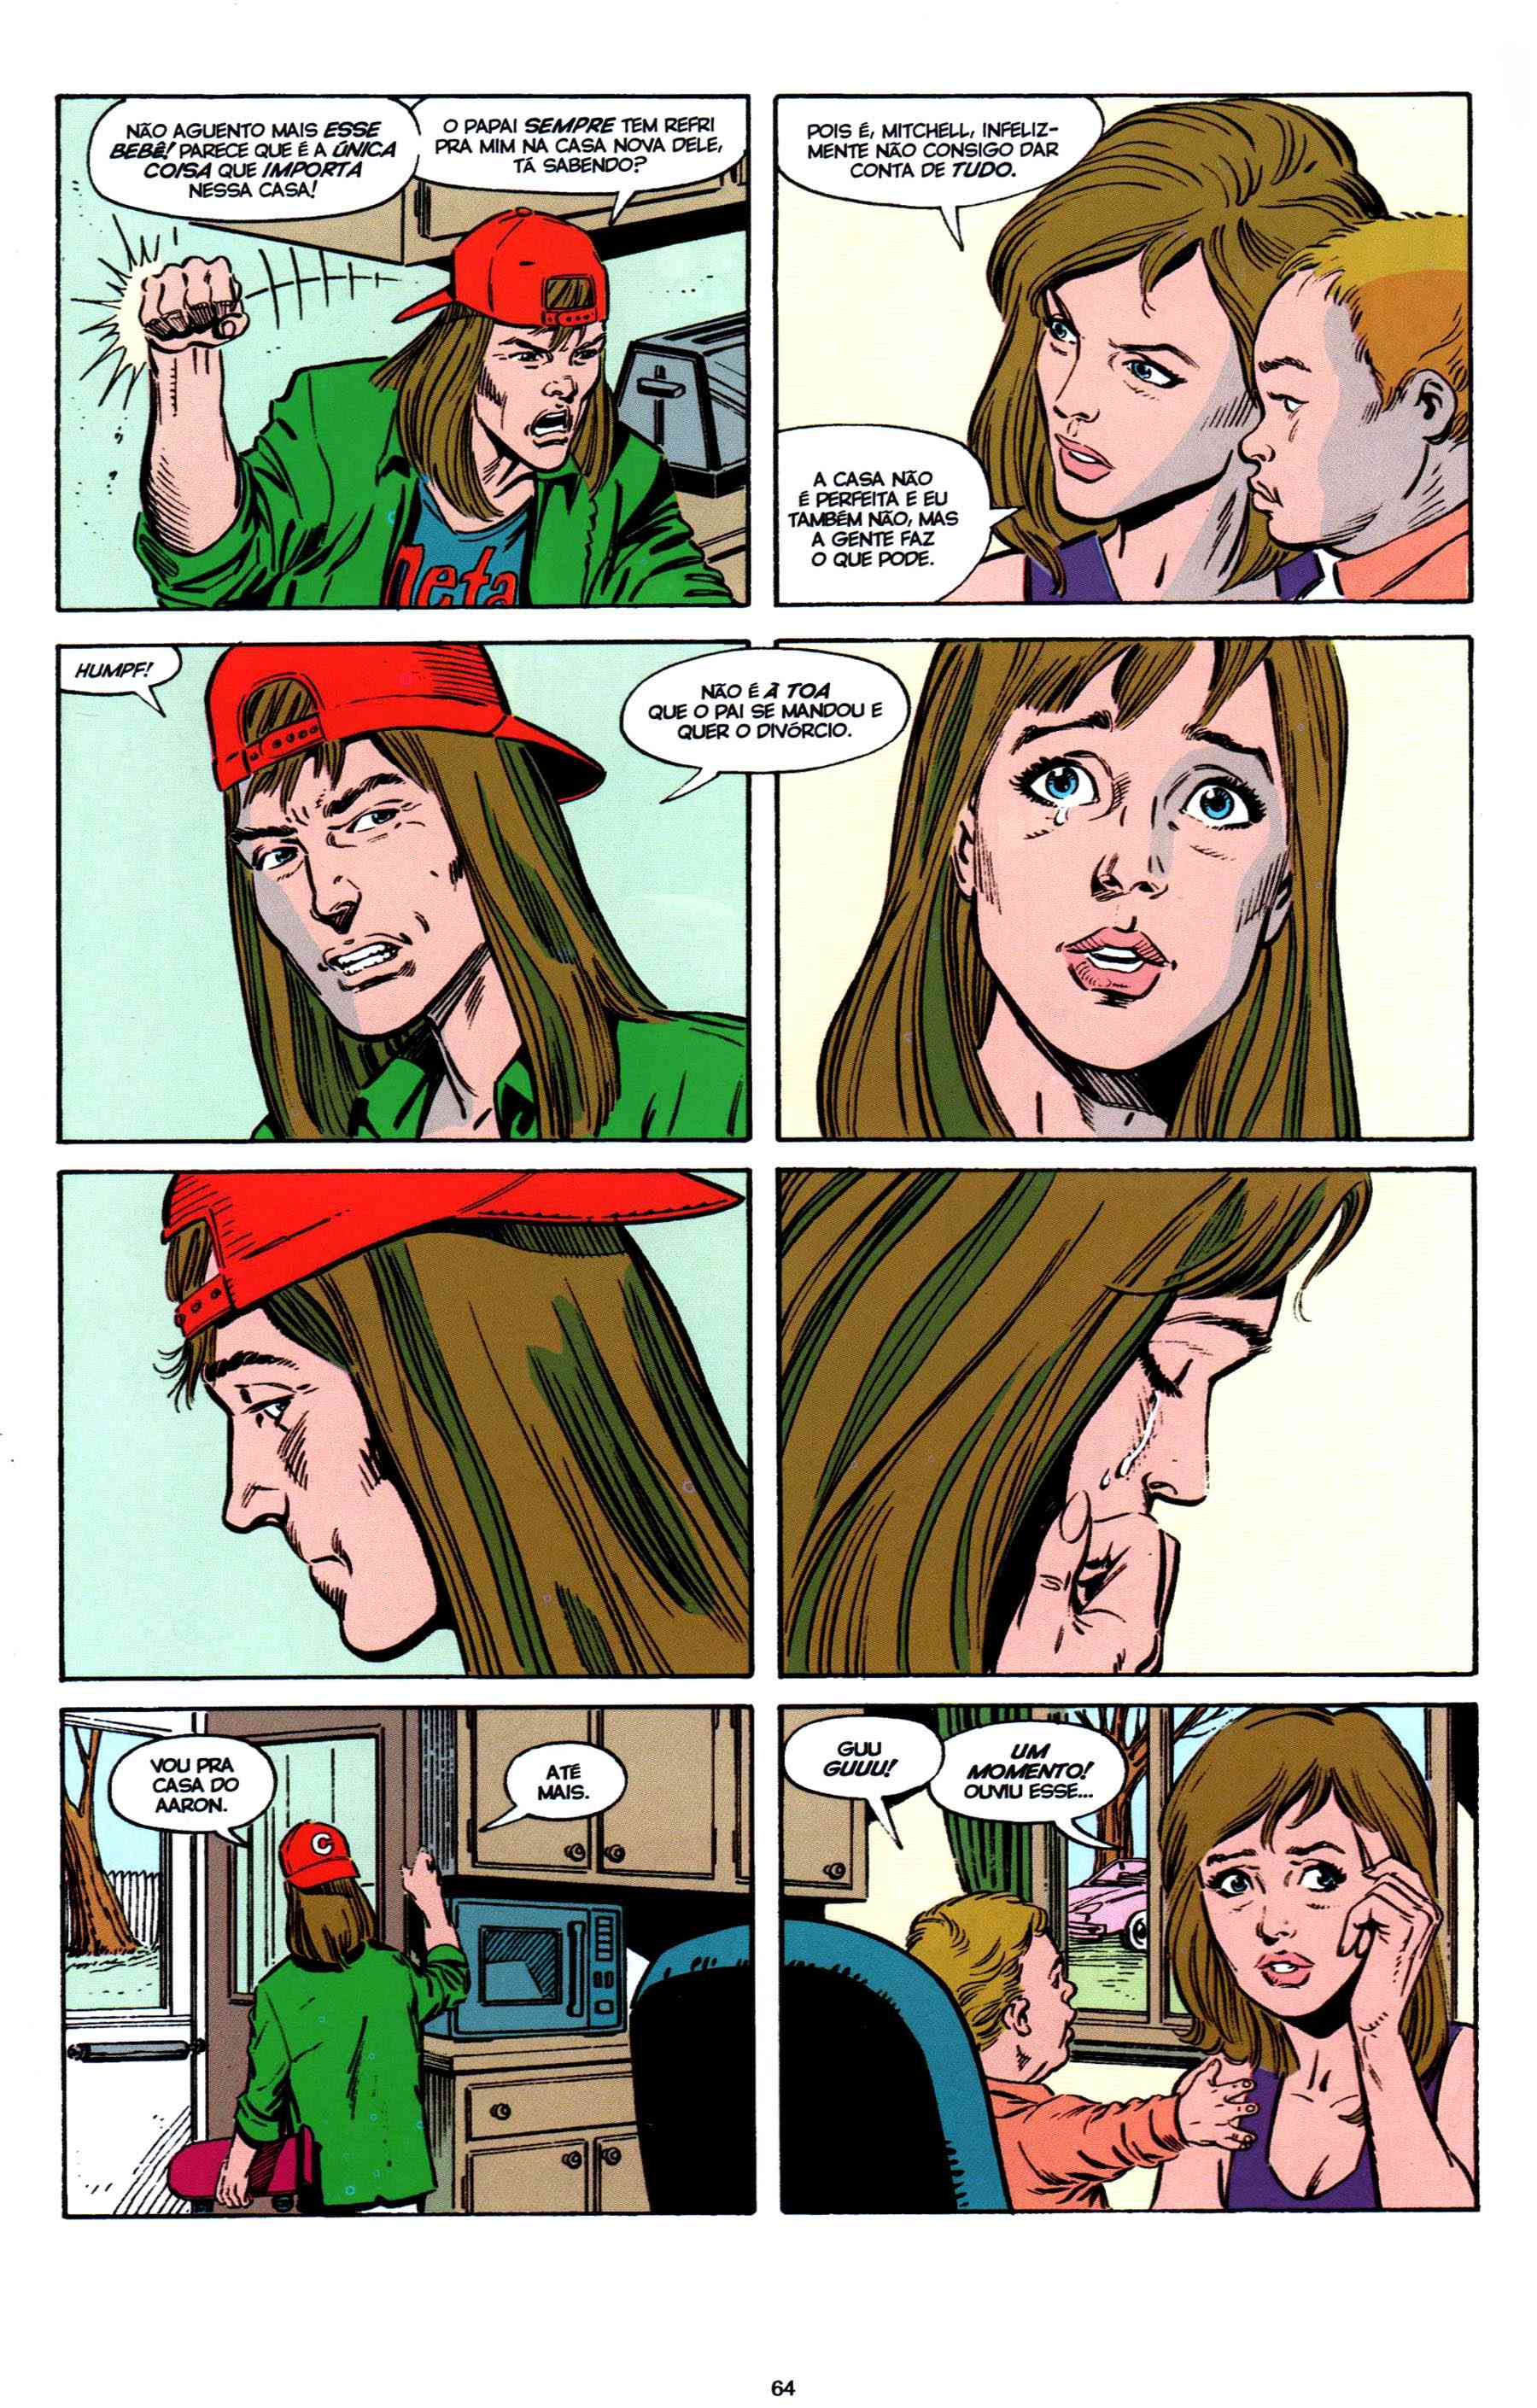 NÃO AGUENTO MAIS ESSE
BEBÊ! PARECE QUE É A ÚNICA
COISA QUE IMPORTA
NESSA CASA!
O PAPAI SEMPRE TEM REFRI
PRA MIM NA CASA NOVA DELE,
TÁ SABENDO?
meta
POIS É, MITCHELL, INFELIZ-
MENTE NÃO CONSIGO DAR
CONTA DE TUDO.
A CASA NÃO
É PERFEITA E EU
TAMBÉM NÃO, MAS
A GENTE FAZ
O QUE PODE.
HUMPF!
NÃO É À TOA
QUE O PAI SE MANDOU E
QUER O DIVÓRCIO.
VOU PRA
CASA DO
AARON.
ATÉ
MAIS.
C
GUU
GUUU!
UM
MOMENTO!
OUVIU ESSE...
64